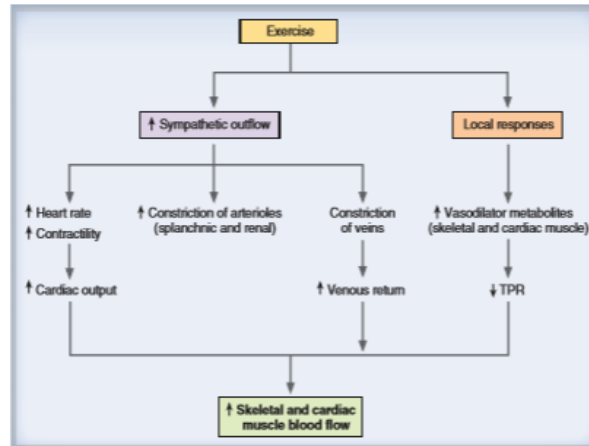 Exercise
↑ Sympathetic outflow
Local responses
↑ Heart rate
↑ Contractility
↑ Constriction of arterioles
(splanchnic and renal)
Constriction
of veins
↑ Vasodilator metabolites
(skeletal and cardiac muscle)
↑ Cardiac output
↑ Venous return
↓ TPR
↑ Skeletal and cardiac
muscle blood flow